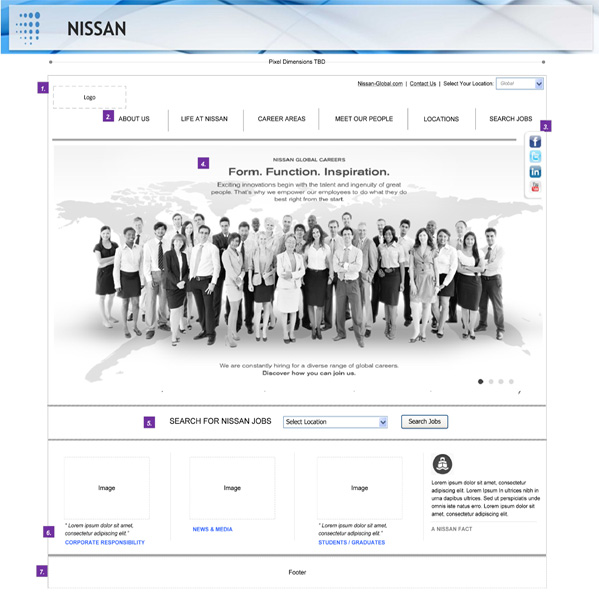 NISSAN
Pixel Dimensions TBD
1.
Nissan-Global.com | Contact Us | Select Your Location: Global
Logo
2.
ABOUT US
LIFE AT NISSAN
CAREER AREAS
MEET OUR PEOPLE
LOCATIONS
SEARCH JOBS
3.
4.
NISSAN GLOBAL CAREERS
Form. Function. Inspiration.
Exciting innovations begin with the talent and ingenuity of great
people. That's why we empower our employees to do what they do
best right from the start.
You
Tube
We are constantly hiring for a diverse range of global careers.
Discover how you can join us.
5.
SEARCH FOR NISSAN JOBS
Select Location
Search Jobs
Image
" Lorem ipsum dolor sit amet,
consectetur adipiscing elit."
6.
CORPORATE RESPONSIBILITY
Image
NEWS & MEDIA
Image
" Lorem ipsum dolor sit amet,
consectetur adipiscing elit."
STUDENTS / GRADUATES
Lorem ipsum dolor sit amet, consectetur
adipiscing elit. Lorem Ipsum In ultrices nibh in
urna dapibus ultrices. Sed ut perspiciatis unde
omnis iste natus erro. Lorem ipsum dolor sit
amet, consectetur adipiscing elit.
A NISSAN FACT
7.
Footer